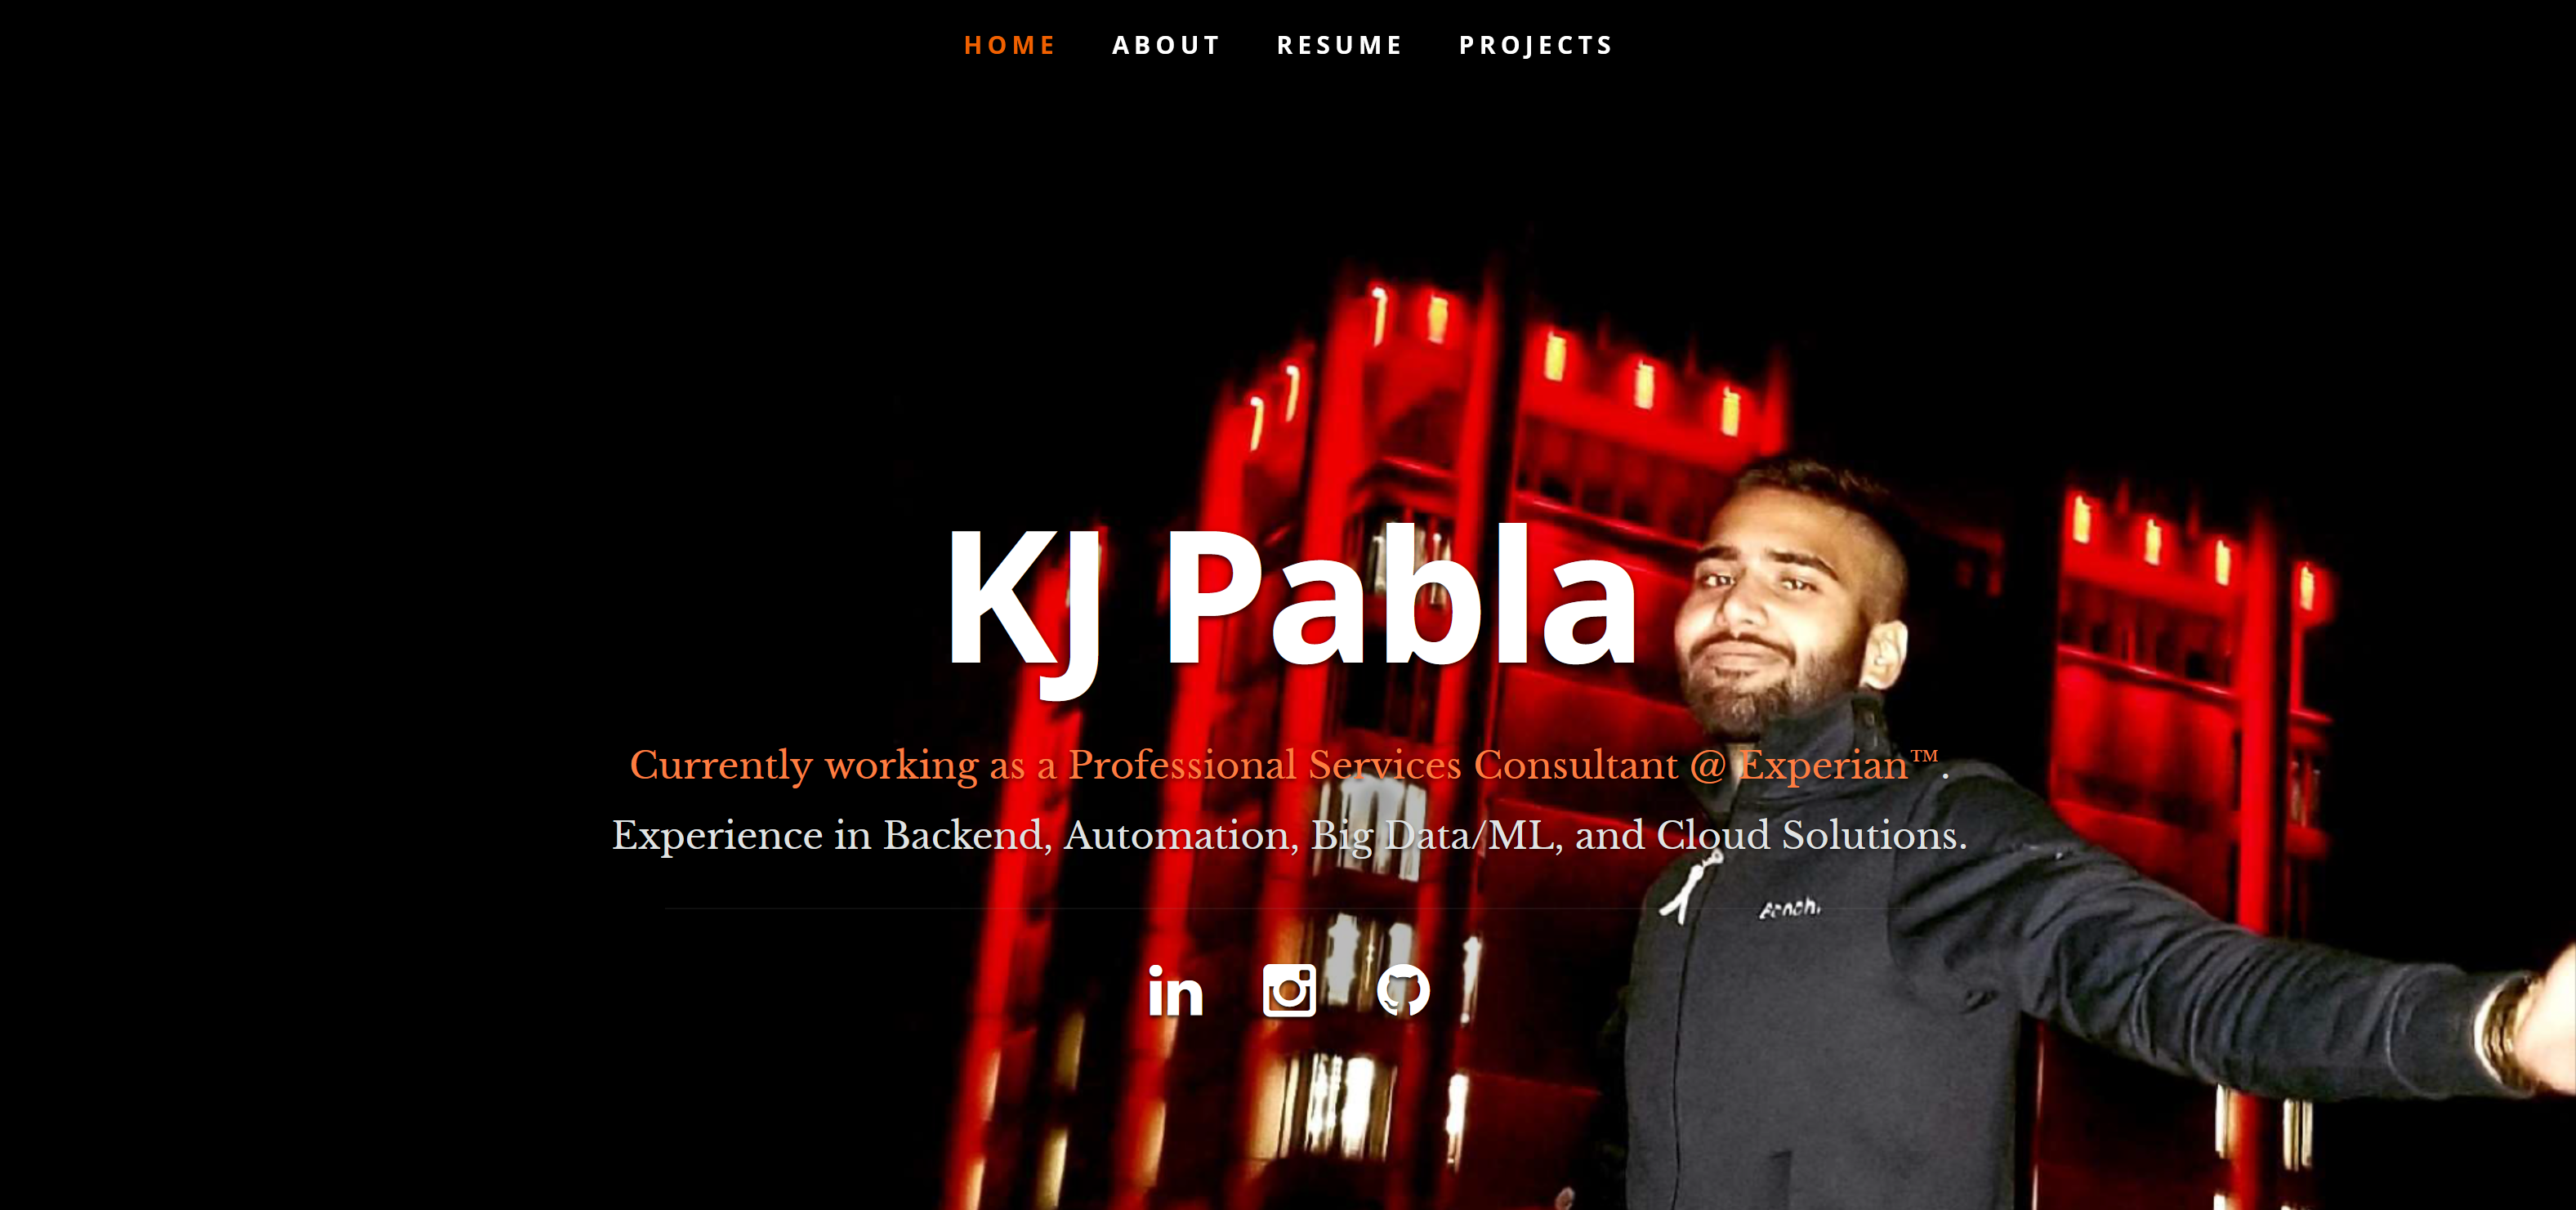 HOME ABOUT RESUME PROJECTS
KJ Pabla
Currently working as a Professional Services Consultant @ Experian™.
Experience in Backend, Automation, Big Data/ML, and Cloud Solutions.
in